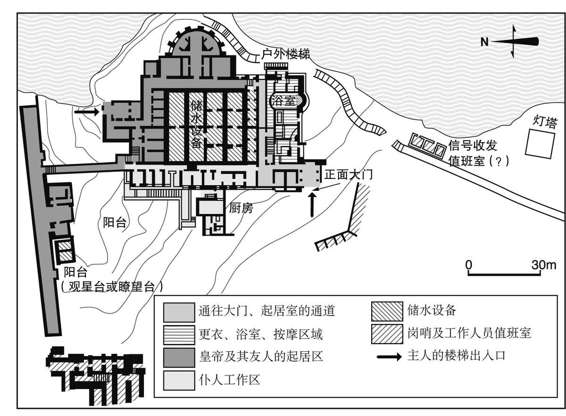 户外楼梯
N
浴室
储水设备
灯塔
信号收发
值班室（？）
正面大门
厨房
阳台
阳台
（观星台或瞭望台）
0 30m
通往大门、起居室的通道
更衣、浴室、按摩区域
皇帝及其友人的起居区
仆人工作区
储水设备
岗哨及工作人员值班室
主人的楼梯出入口